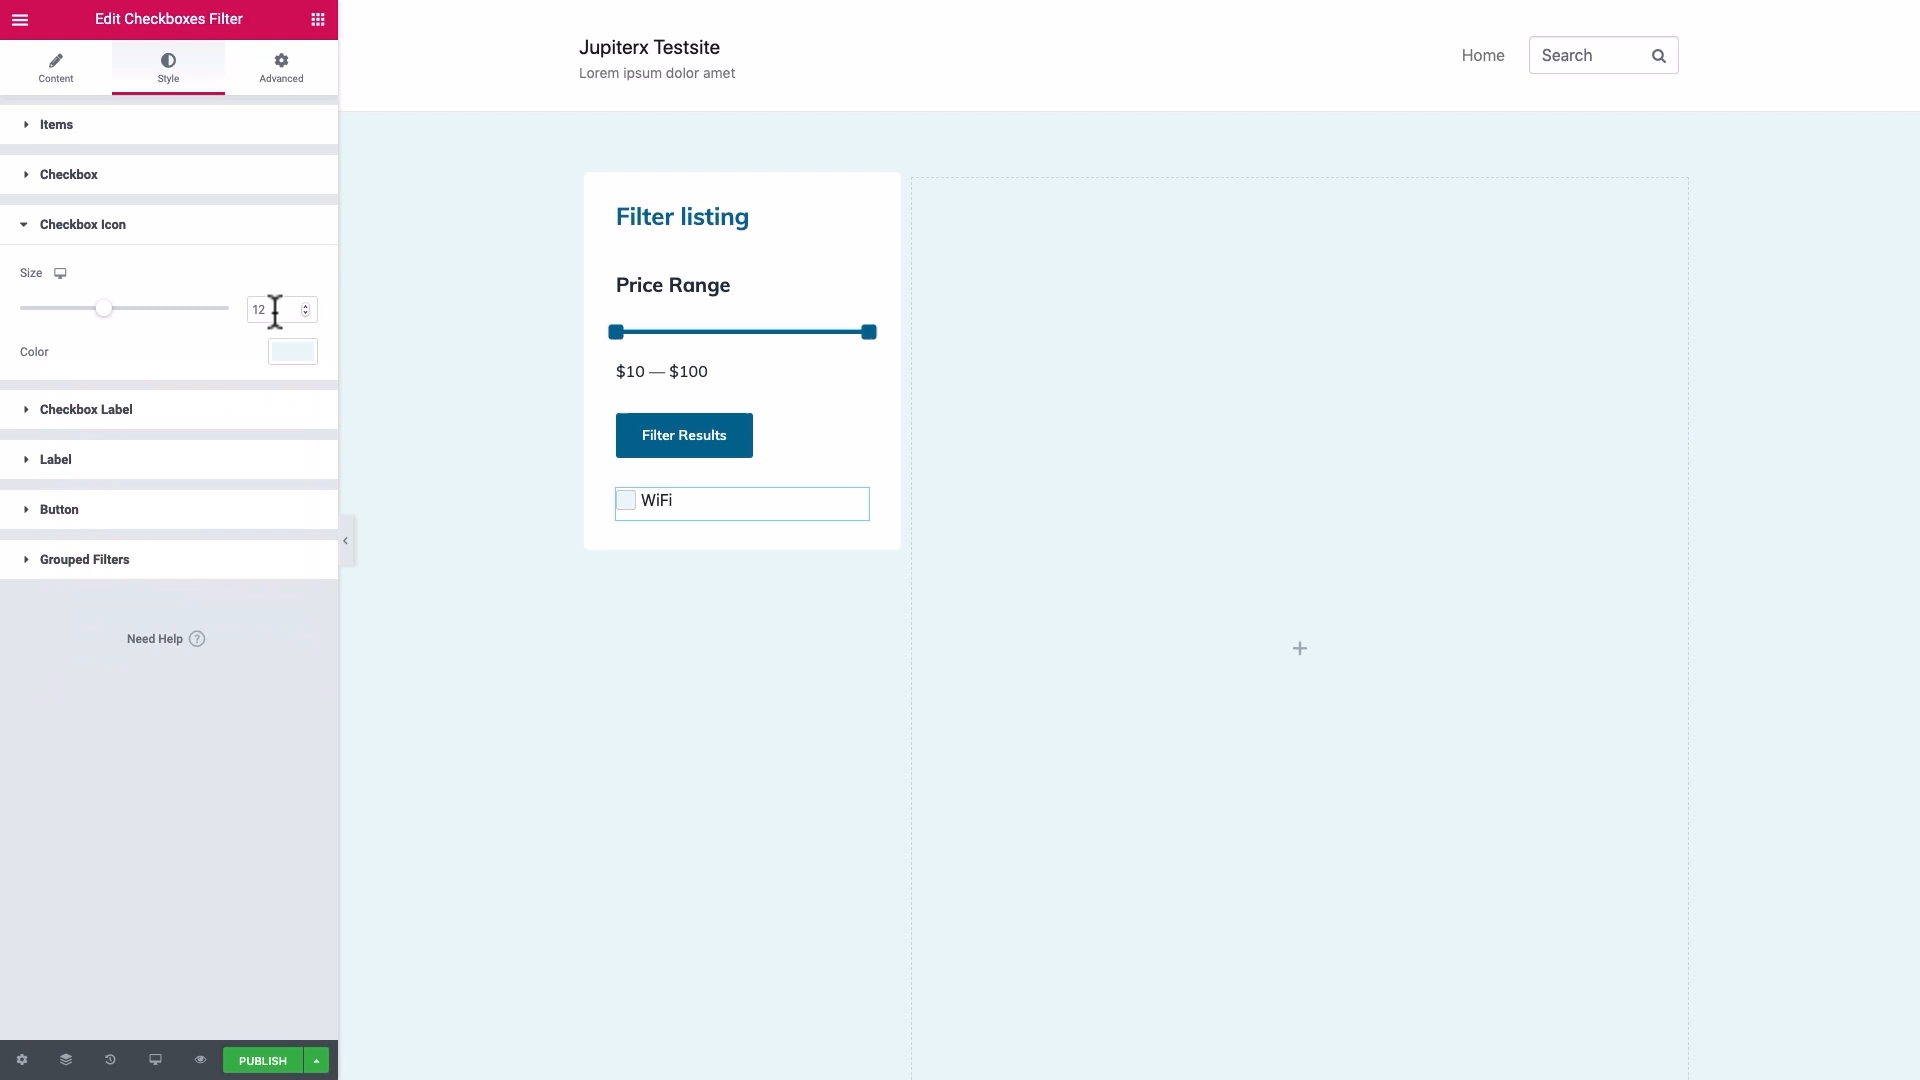 Edit Checkboxes Filter
Content
Style
Advanced
Items
Checkbox
Checkbox Icon
Size
12
Color
Checkbox Label
Label
Button
Grouped Filters
Need Help ?
PUBLISH
Jupiterx Testsite
Lorem ipsum dolor amet
Home
Search
Filter listing
Price Range
$10 — $100
Filter Results
WiFi